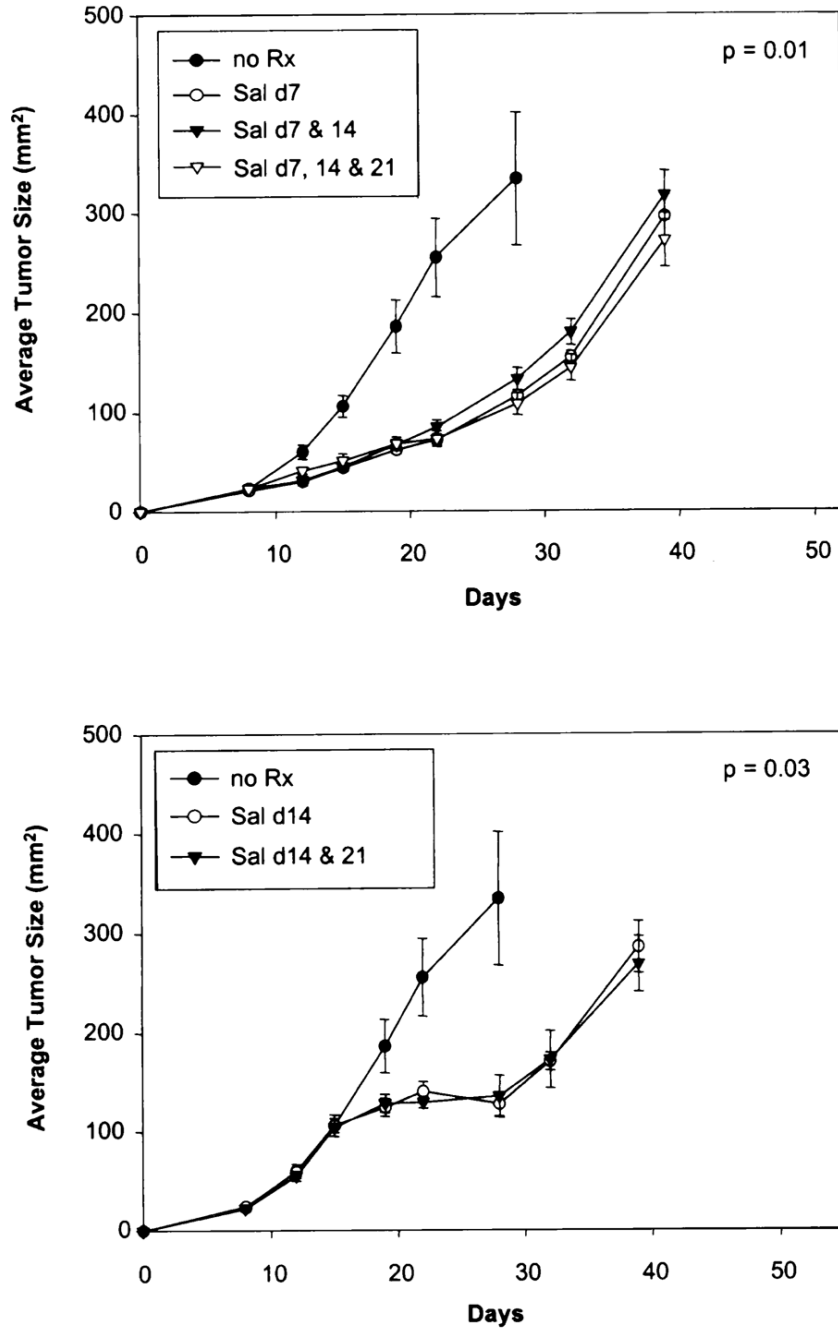 500
400
300
200
100
0
Average Tumor Size (mm²)
no Rx
Sal d7
Sal d7 & 14
Sal d7, 14 & 21
p = 0.01
0 10 20 30 40 50
Days
500
400
300
200
100
0
Average Tumor Size (mm²)
no Rx
Sal d14
Sal d14 & 21
p = 0.03
0 10 20 30 40 50
Days